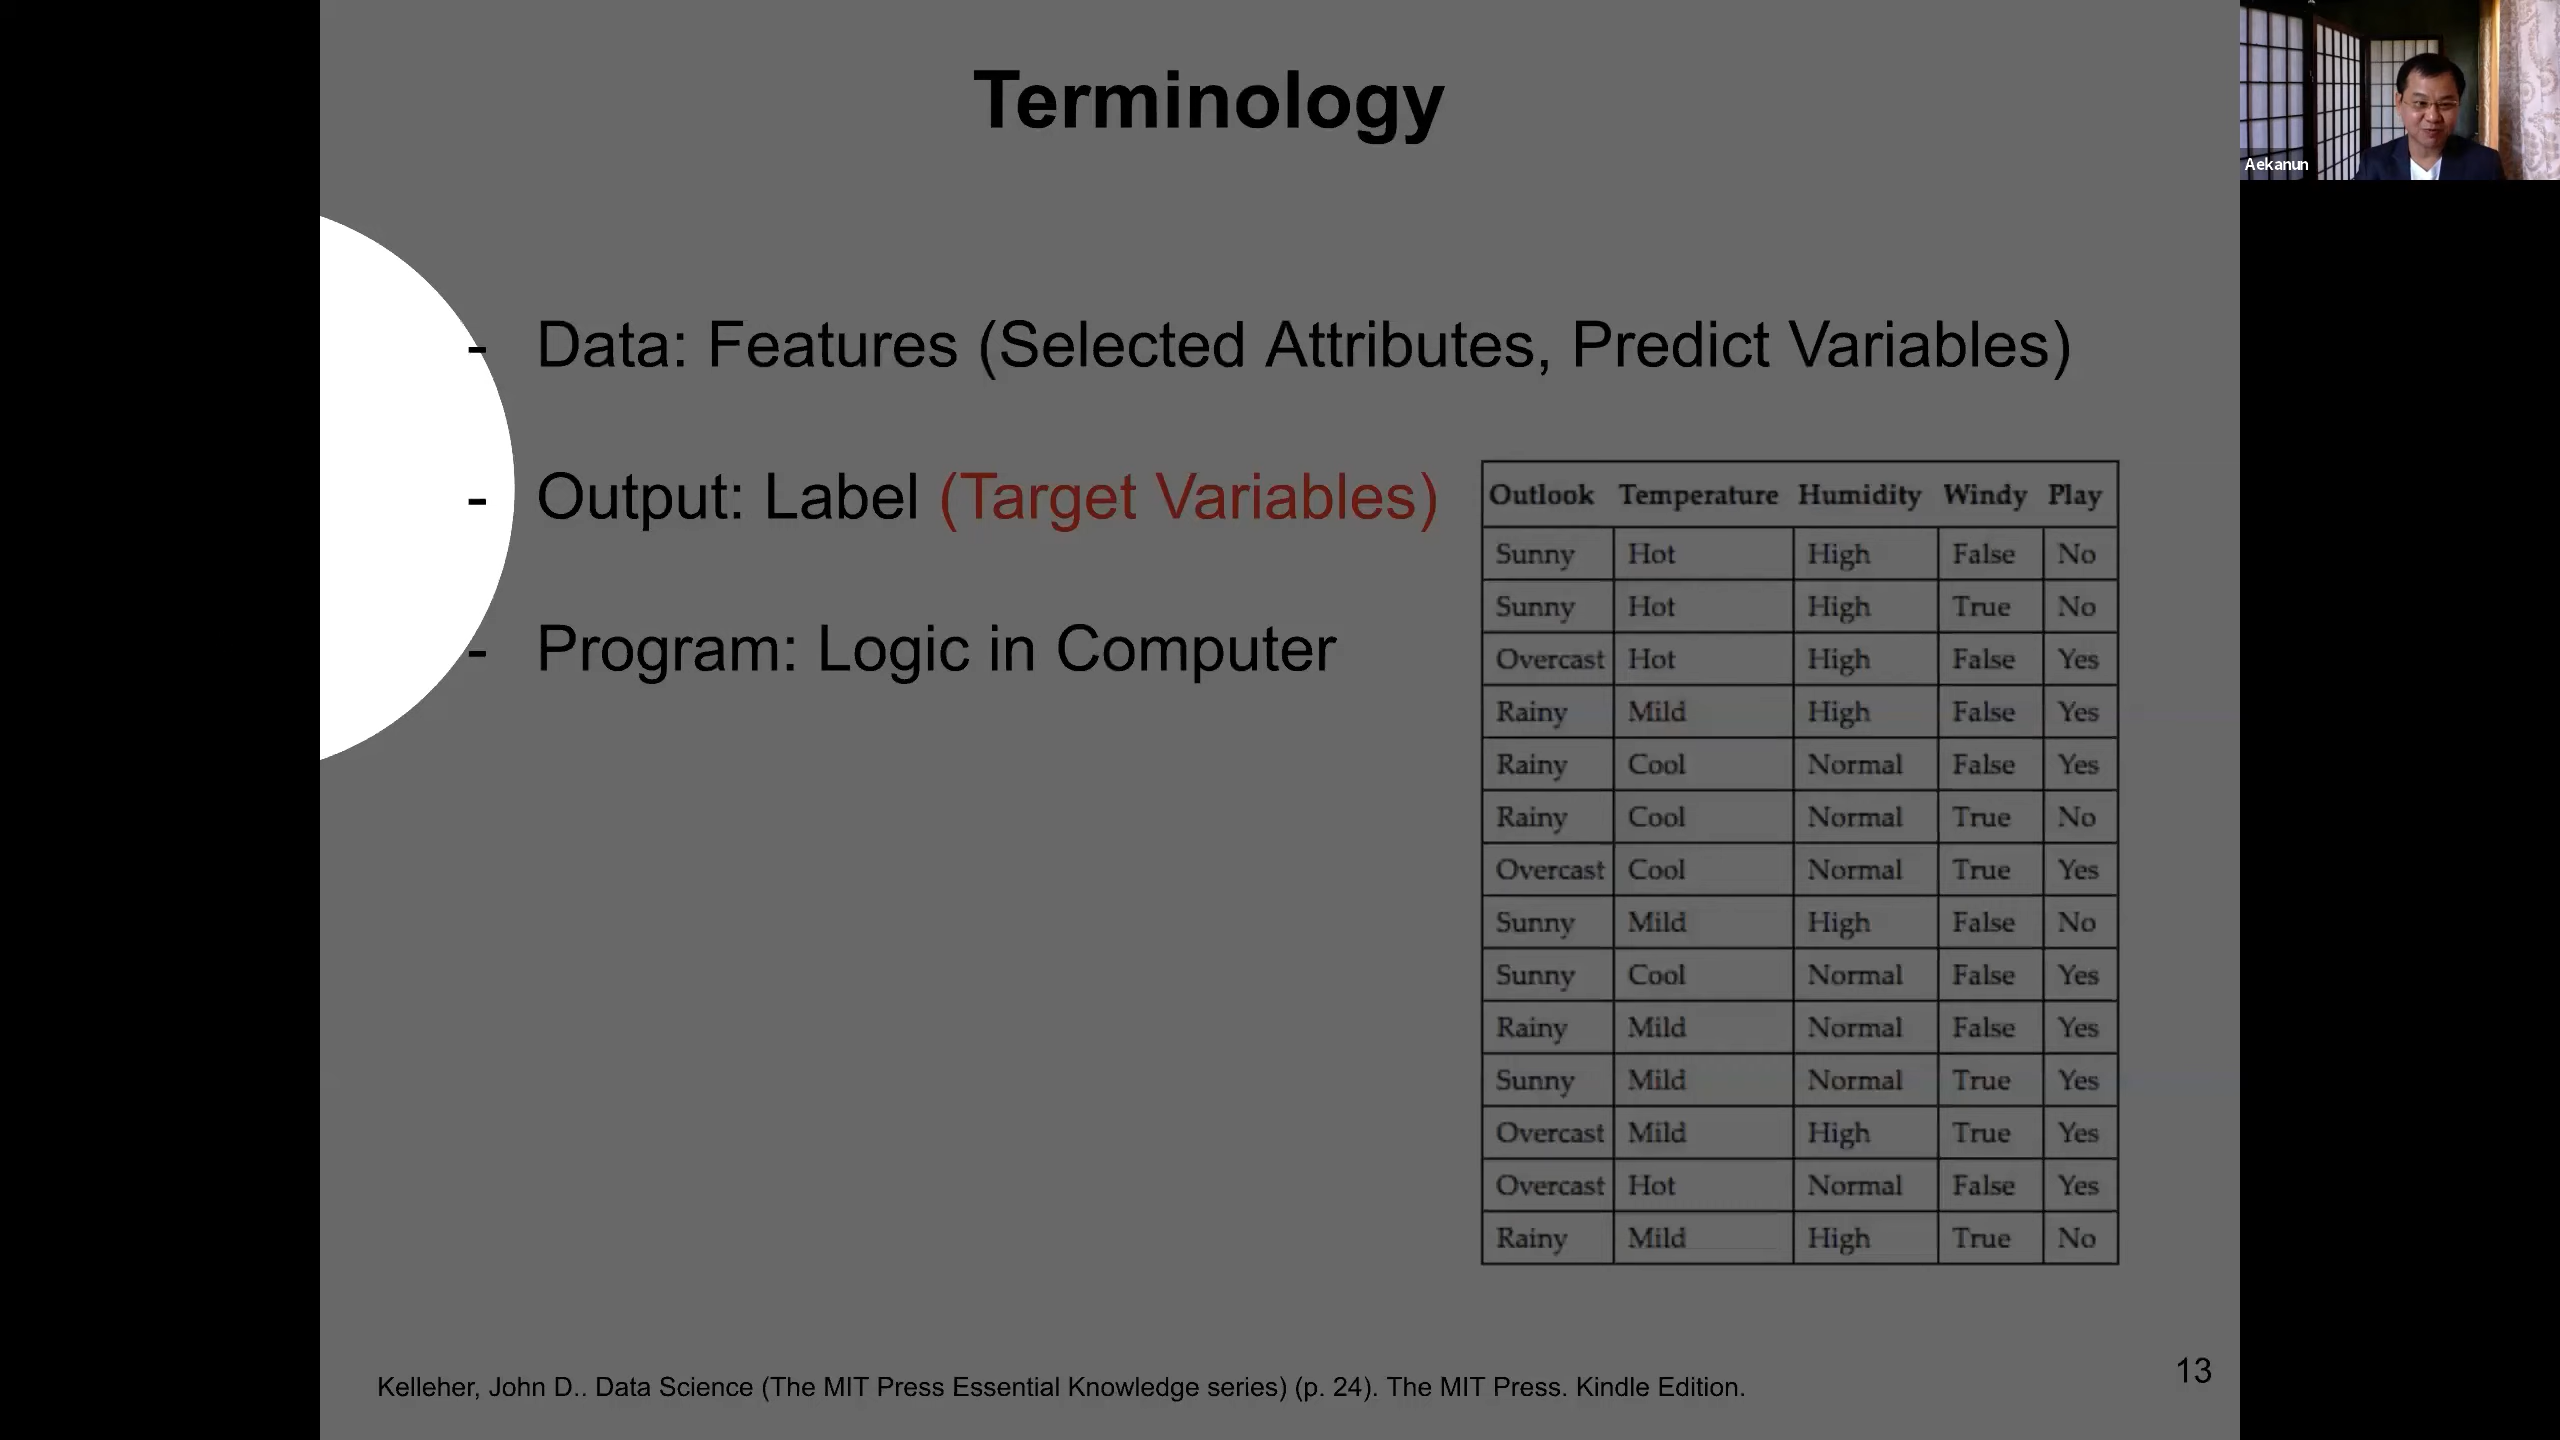 Terminology
Aekanun
- Data: Features (Selected Attributes, Predict Variables)
- Output: Label (Target Variables)
- Program: Logic in Computer
Outlook Temperature Humidity Windy Play
Sunny Hot High False No
Sunny Hot High True No
Overcast Hot High False Yes
Rainy Mild High False Yes
Rainy Cool Normal False Yes
Rainy Cool Normal True No
Overcast Cool Normal True Yes
Sunny Mild High False No
Sunny Cool Normal False Yes
Rainy Mild Normal False Yes
Sunny Mild Normal True Yes
Overcast Mild High True Yes
Overcast Hot Normal False Yes
Rainy Mild High True No
Kelleher, John D.. Data Science (The MIT Press Essential Knowledge series) (p. 24). The MIT Press. Kindle Edition.
13